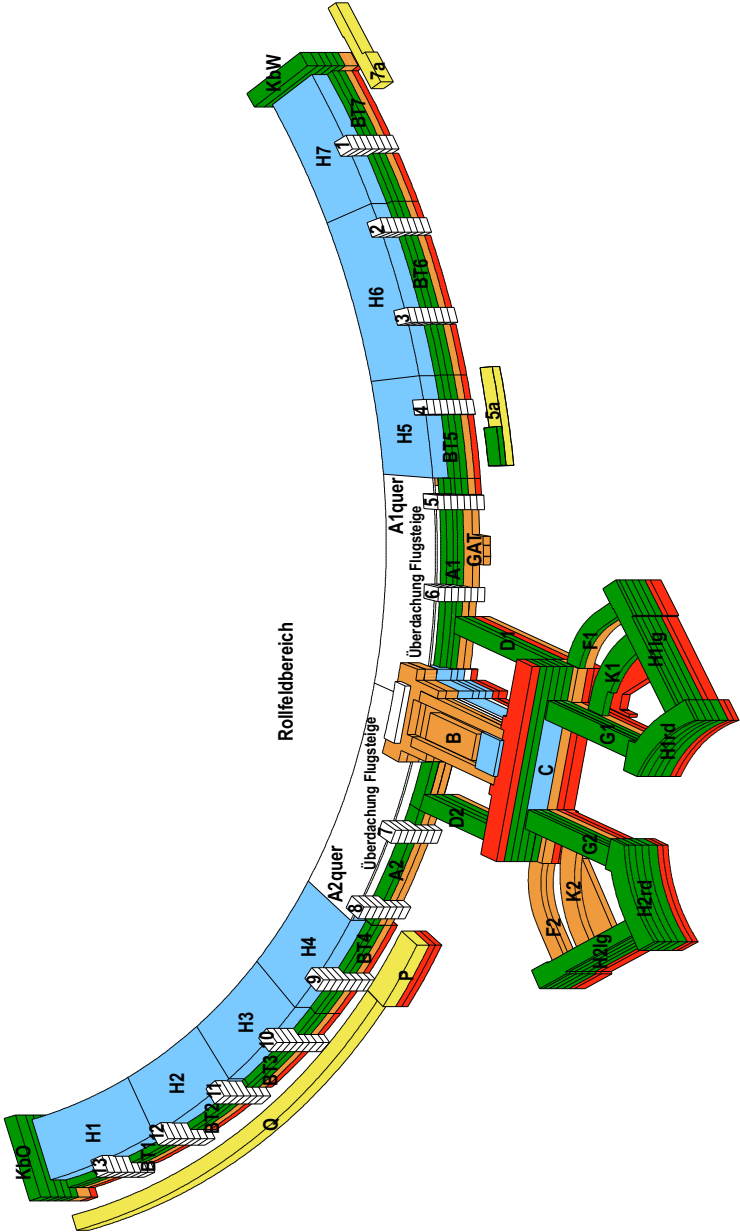 KbO
H1
13
BT1
12
H2
BT2
11
H3
10
BT3
Q
KbW
Rollfeldbereich
H4
9
H7
A2quer
1
8
BT7
BT4
Überdachung Flugsteige
H6
7a
2
7
A2
A1quer
3
P
H5
Überdachung Flugsteige
BT6
4
5
6
BT5
B
A1
D2
GAT
5a
D1
C
F2
K2
G2
F1
H2lg
G1
K1
H2rd
H1lg
H1rd